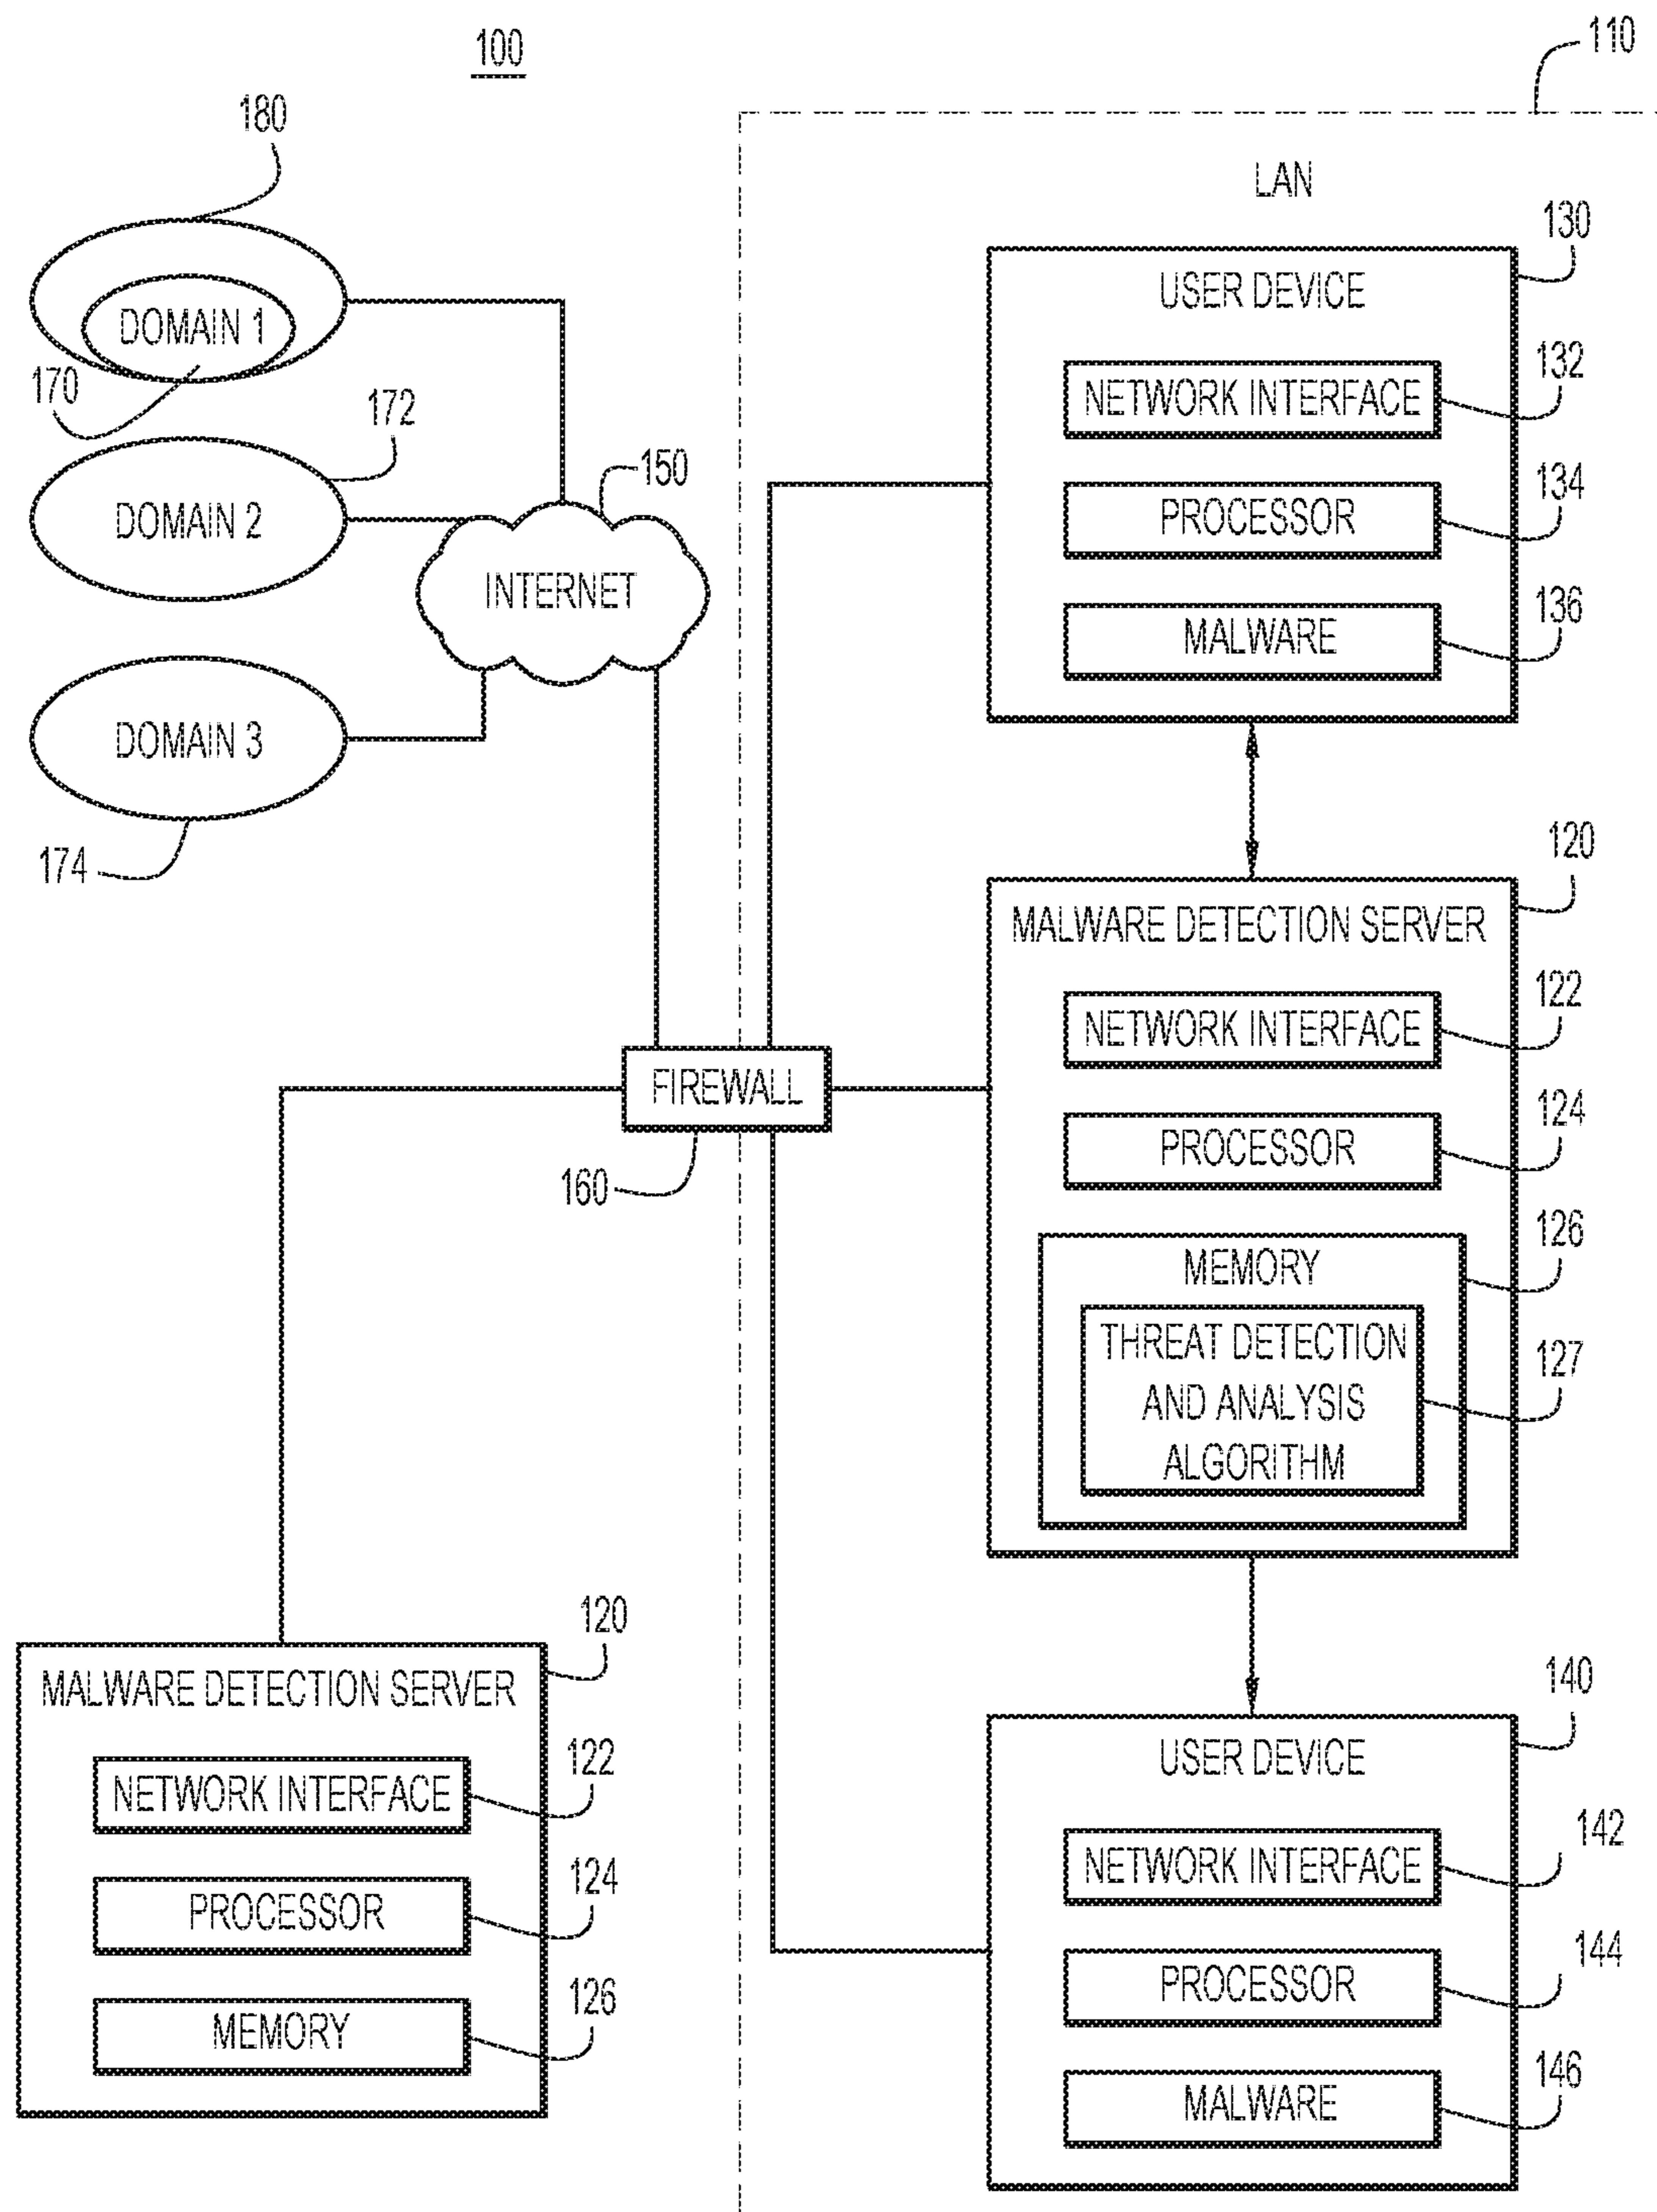 100
110
180
LAN
130
USER DEVICE
DOMAIN 1
170
132
NETWORK INTERFACE
172
150
134
PROCESSOR
DOMAIN 2
INTERNET
136
MALWARE
DOMAIN 3
174
120
MALWARE DETECTION SERVER
122
NETWORK INTERFACE
FIREWALL
160
124
PROCESSOR
126
MEMORY
THREAT DETECTION
AND ANALYSIS
ALGORITHM
127
120
MALWARE DETECTION SERVER
122
NETWORK INTERFACE
124
PROCESSOR
126
MEMORY
140
USER DEVICE
142
NETWORK INTERFACE
144
PROCESSOR
146
MALWARE